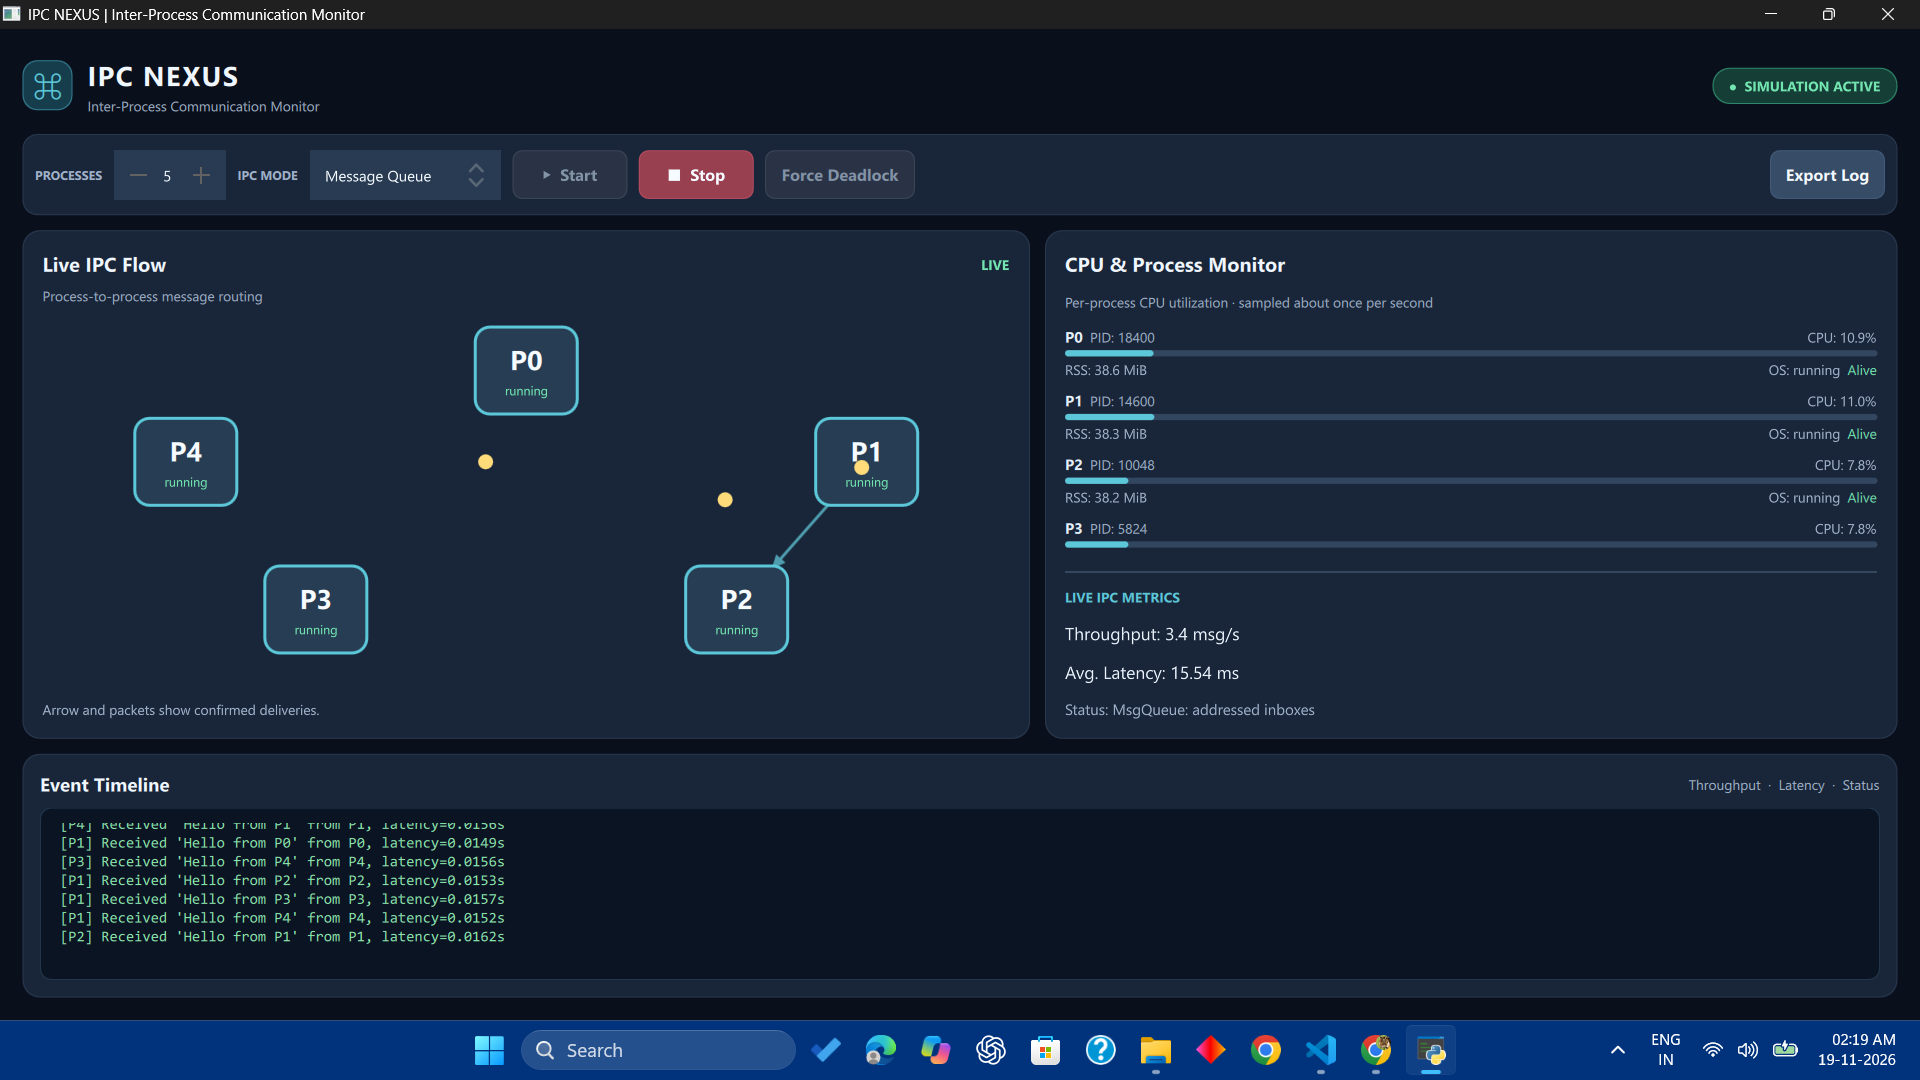 IPC NEXUS | Inter-Process Communication Monitor
IPC NEXUS
Inter-Process Communication Monitor
SIMULATION ACTIVE
PROCESSES
5
IPC MODE
Message Queue
Start
Stop
Force Deadlock
Export Log
Live IPC Flow
LIVE
Process-to-process message routing
P0
running
P4
running
P1
running
P3
running
P2
running
Arrow and packets show confirmed deliveries.
CPU & Process Monitor
Per-process CPU utilization · sampled about once per second
P0 PID: 18400 CPU: 10.9%
RSS: 38.6 MiB OS: running Alive
P1 PID: 14600 CPU: 11.0%
RSS: 38.3 MiB OS: running Alive
P2 PID: 10048 CPU: 7.8%
RSS: 38.2 MiB OS: running Alive
P3 PID: 5824 CPU: 7.8%
LIVE IPC METRICS
Throughput: 3.4 msg/s
Avg. Latency: 15.54 ms
Status: MsgQueue: addressed inboxes
Event Timeline
Throughput · Latency · Status
[P4] Received 'Hello from P1' from P1, latency=0.0156s
[P1] Received 'Hello from P0' from P0, latency=0.0149s
[P3] Received 'Hello from P4' from P4, latency=0.0156s
[P1] Received 'Hello from P2' from P2, latency=0.0153s
[P1] Received 'Hello from P3' from P3, latency=0.0157s
[P1] Received 'Hello from P4' from P4, latency=0.0152s
[P2] Received 'Hello from P1' from P1, latency=0.0162s
Search
ENG
IN
02:19 AM
19-11-2026